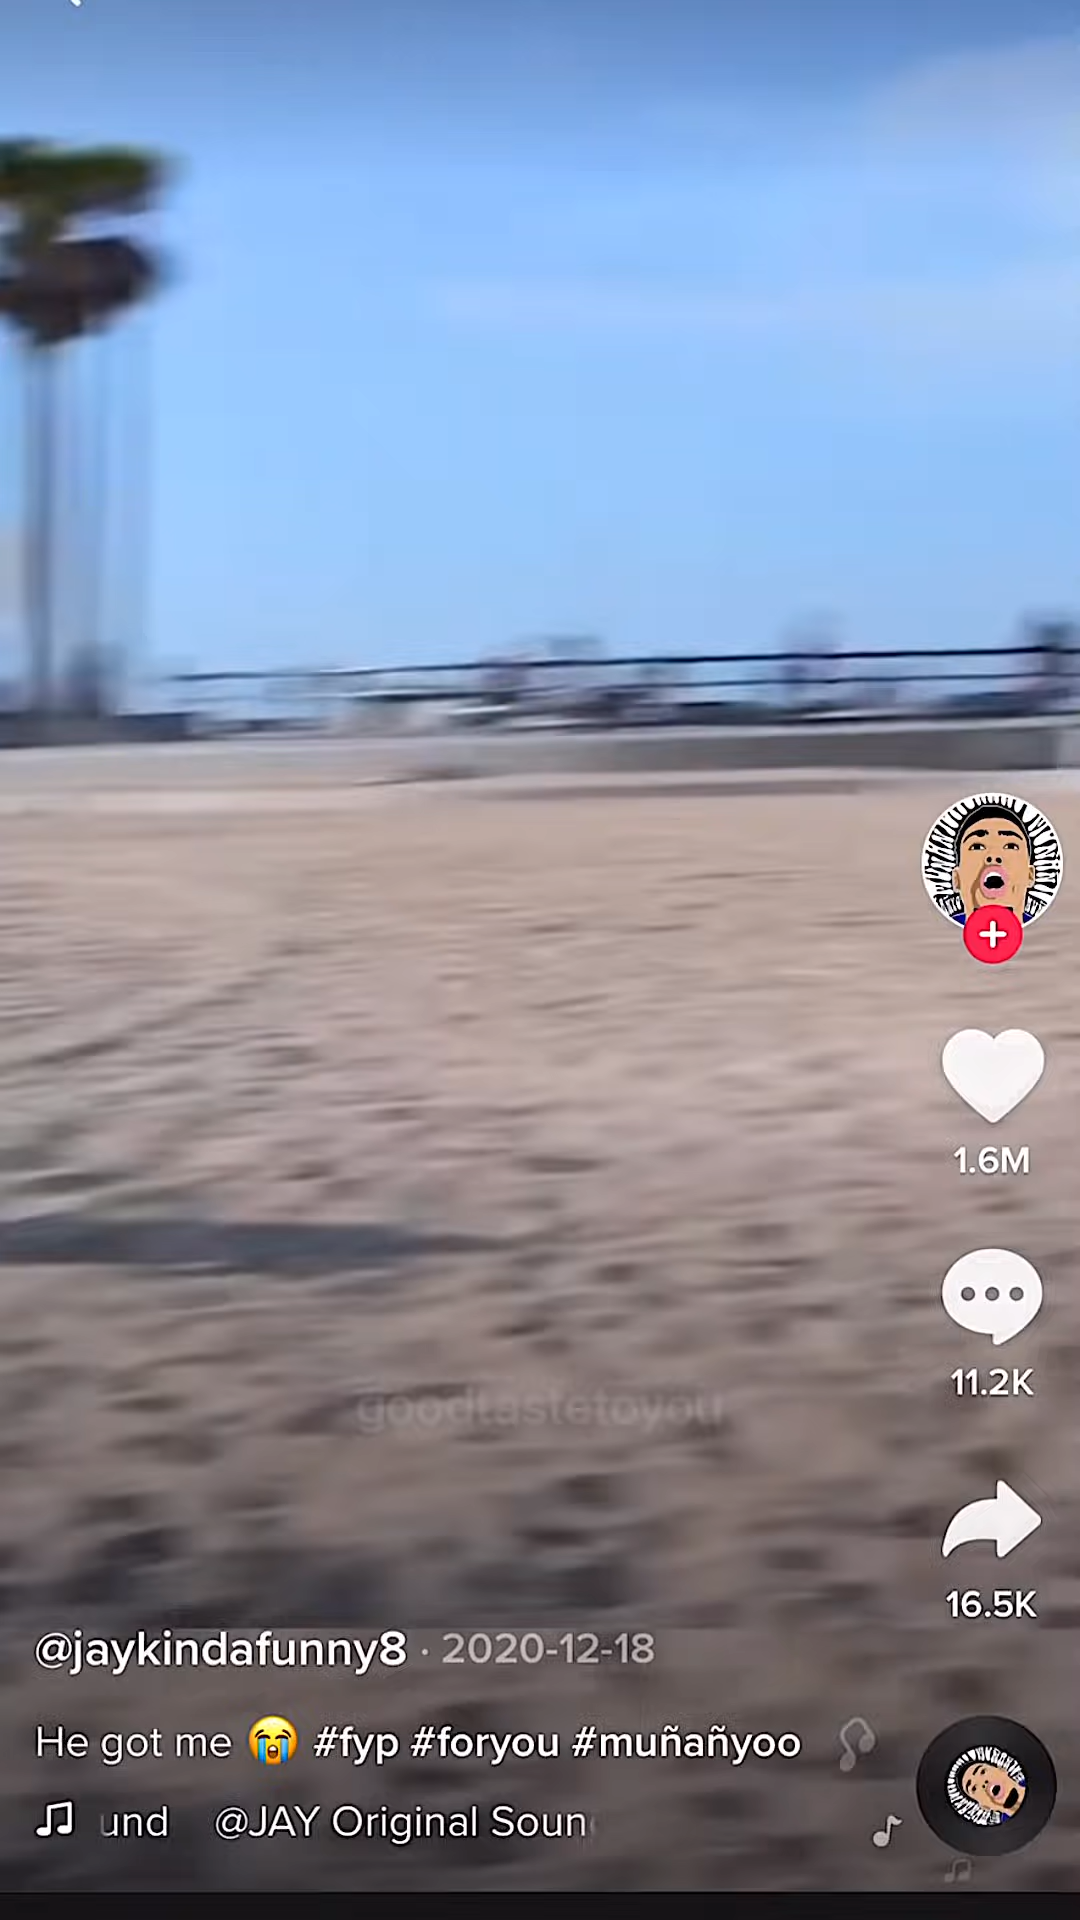 1.6M
11.2K
goodtastetoyou
16.5K
@jaykindafunny8 · 2020-12-18
He got me 😭 #fyp #foryou #muñañyoo
und @JAY Original Soun